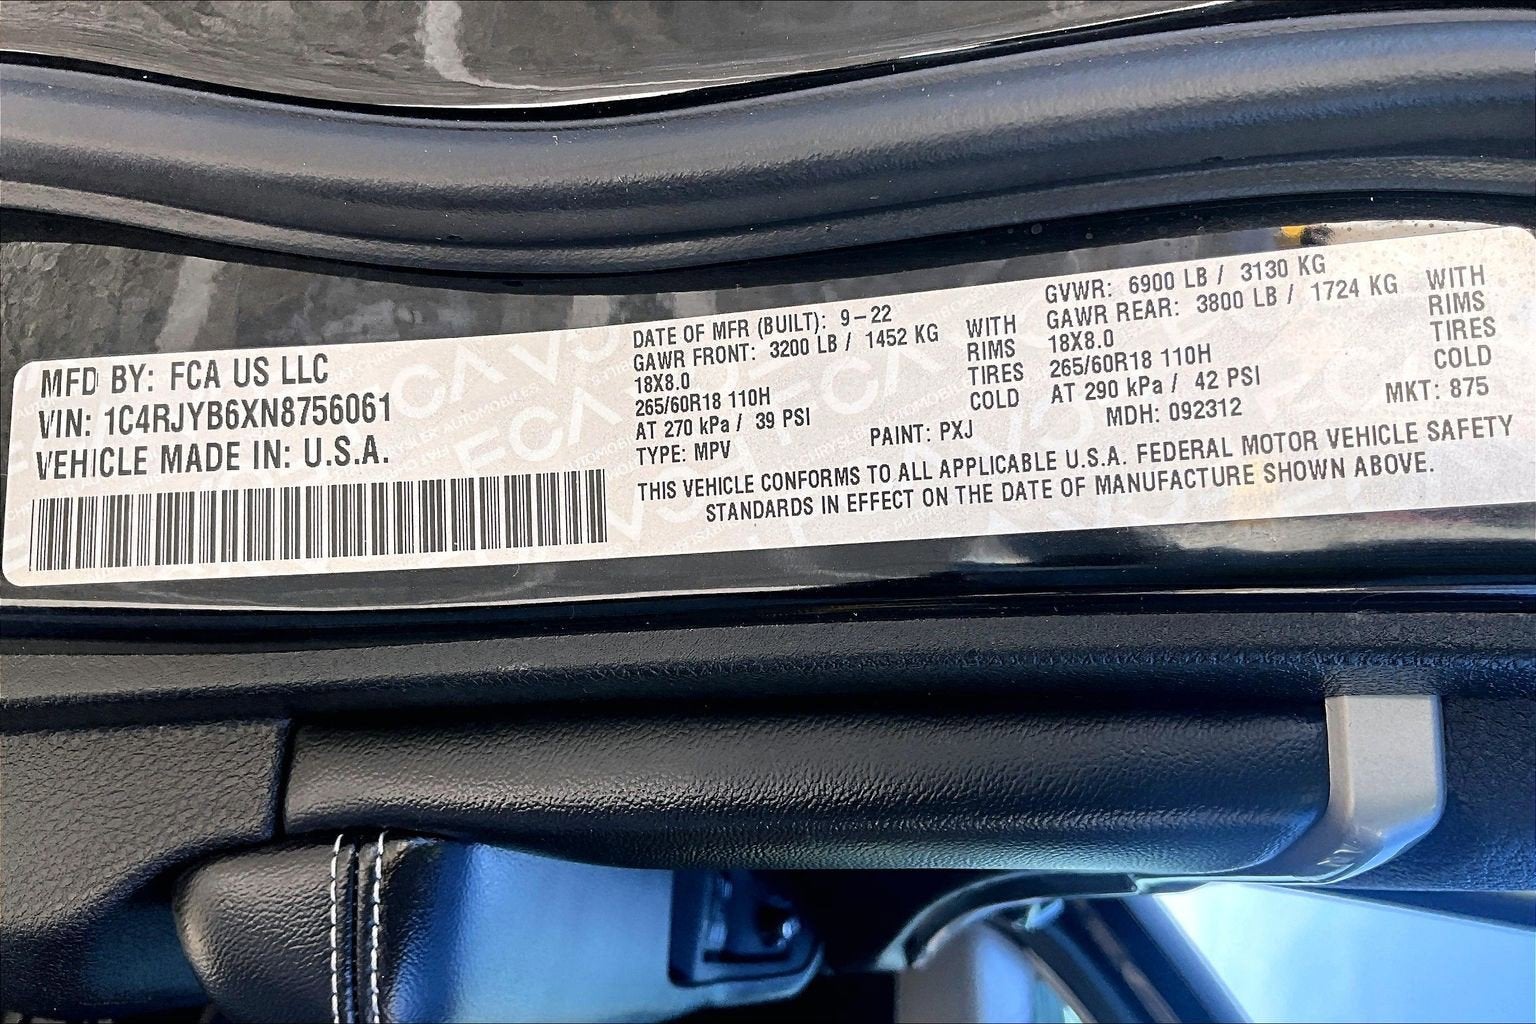 MFD BY: FCA US LLC
VIN: 1C4RJYB6XN8756061
VEHICLE MADE IN: U.S.A.
DATE OF MFR (BUILT): 9-22
GAWR FRONT: 3200 LB / 1452 KG
18X8.0
265/60R18 110H
AT 270 kPa / 39 PSI
TYPE: MPV
WITH
RIMS
TIRES
COLD
PAINT: PXJ
GVWR: 6900 LB / 3130 KG
GAWR REAR: 3800 LB / 1724 KG
18X8.0
265/60R18 110H
AT 290 kPa / 42 PSI
MDH: 092312
WITH
RIMS
TIRES
COLD
MKT: 875
THIS VEHICLE CONFORMS TO ALL APPLICABLE U.S.A. FEDERAL MOTOR VEHICLE SAFETY
STANDARDS IN EFFECT ON THE DATE OF MANUFACTURE SHOWN ABOVE.